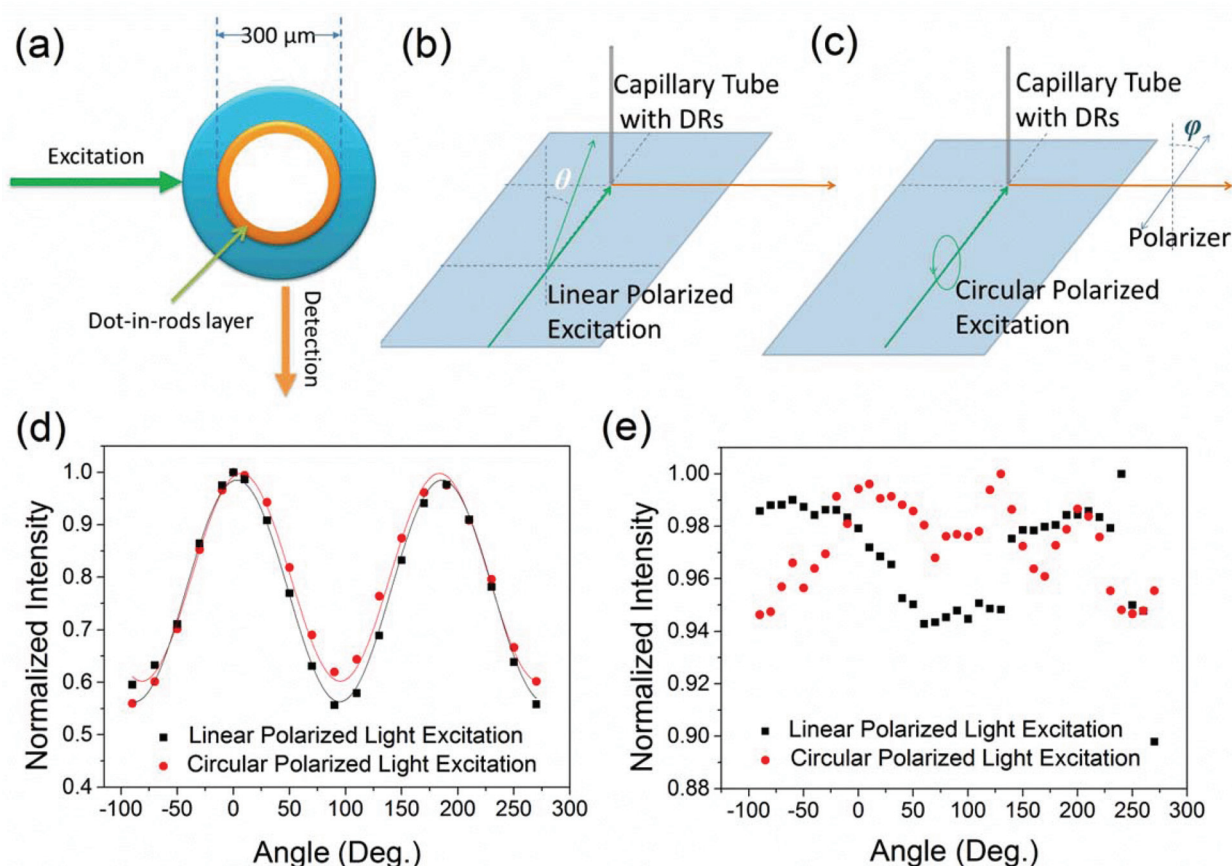 (a)
300 µm
Excitation
Dot-in-rods layer
Detection
(b)
Capillary Tube
with DRs
θ
Linear Polarized
Excitation
(c)
Capillary Tube
with DRs
φ
Polarizer
Circular Polarized
Excitation
(d)
Normalized Intensity
1.0
0.9
0.8
0.7
0.6
0.5
0.4
Linear Polarized Light Excitation
Circular Polarized Light Excitation
-100 -50 0 50 100 150 200 250 300
Angle (Deg.)
(e)
Normalized Intensity
1.00
0.98
0.96
0.94
0.92
0.90
0.88
Linear Polarized Light Excitation
Circular Polarized Light Excitation
-100 -50 0 50 100 150 200 250 300
Angle (Deg.)